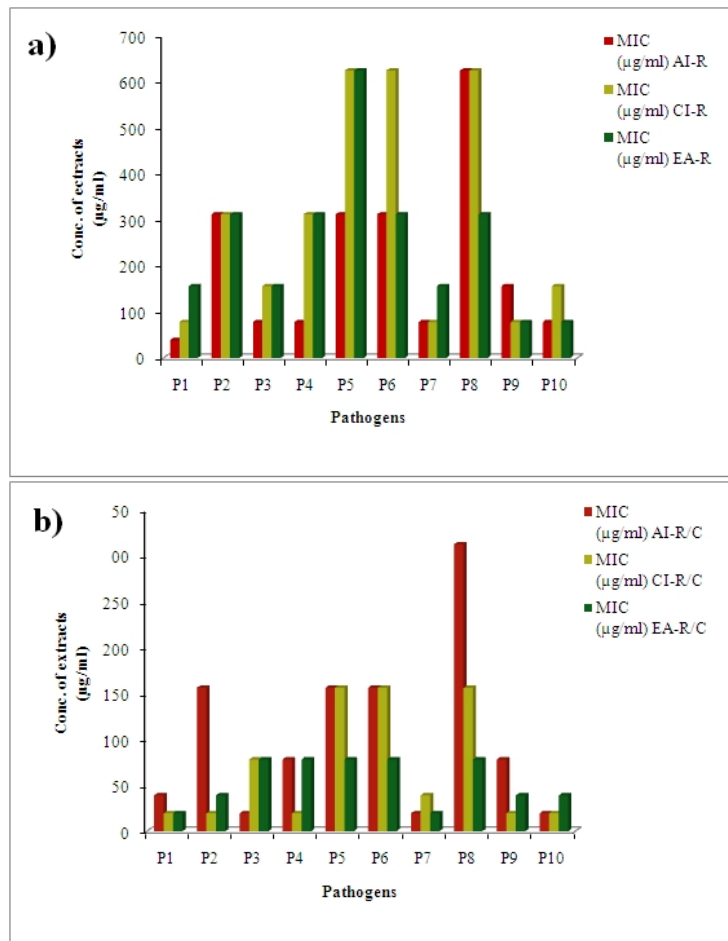 a)
700
600
500
400
300
200
100
0
Conc. of ectracts
(µg/ml)
P1 P2 P3 P4 P5 P6 P7 P8 P9 P10
Pathogens
MIC
(µg/ml) AI-R
MIC
(µg/ml) CI-R
MIC
(µg/ml) EA-R
b)
50
00
250
200
150
100
50
0
Conc. of extracts
(µg/ml)
P1 P2 P3 P4 P5 P6 P7 P8 P9 P10
Pathogens
MIC
(µg/ml) AI-R/C
MIC
(µg/ml) CI-R/C
MIC
(µg/ml) EA-R/C